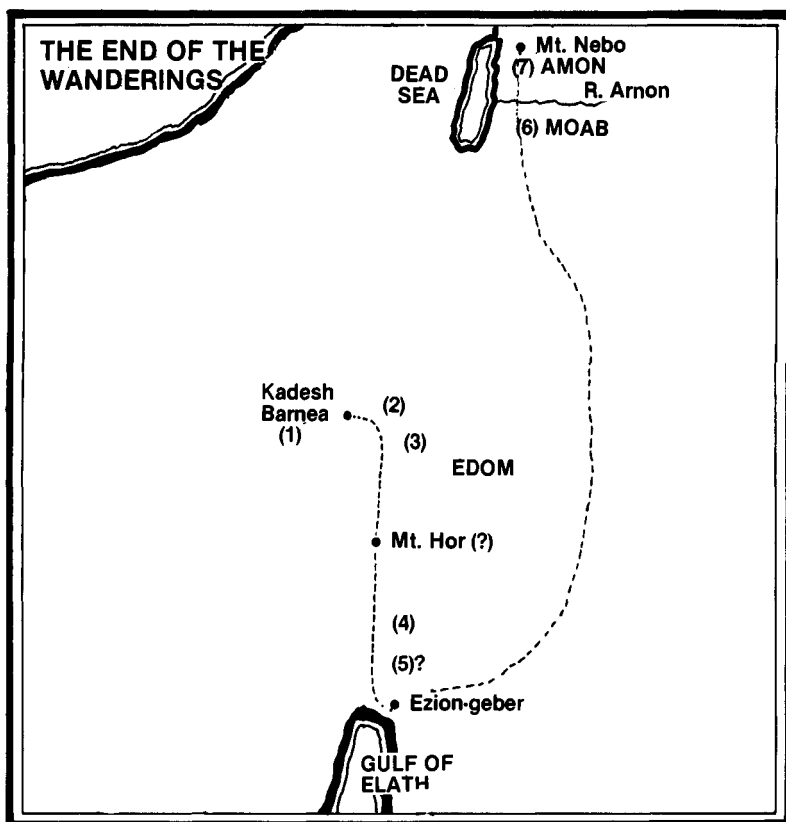 THE END OF THE
WANDERINGS
DEAD
SEA
Mt. Nebo
(7) AMON
R. Arnon
(6) MOAB
Kadesh
Barnea
(1)
(2)
(3)
EDOM
Mt. Hor (?)
(4)
(5)?
Ezion-geber
GULF OF
ELATH